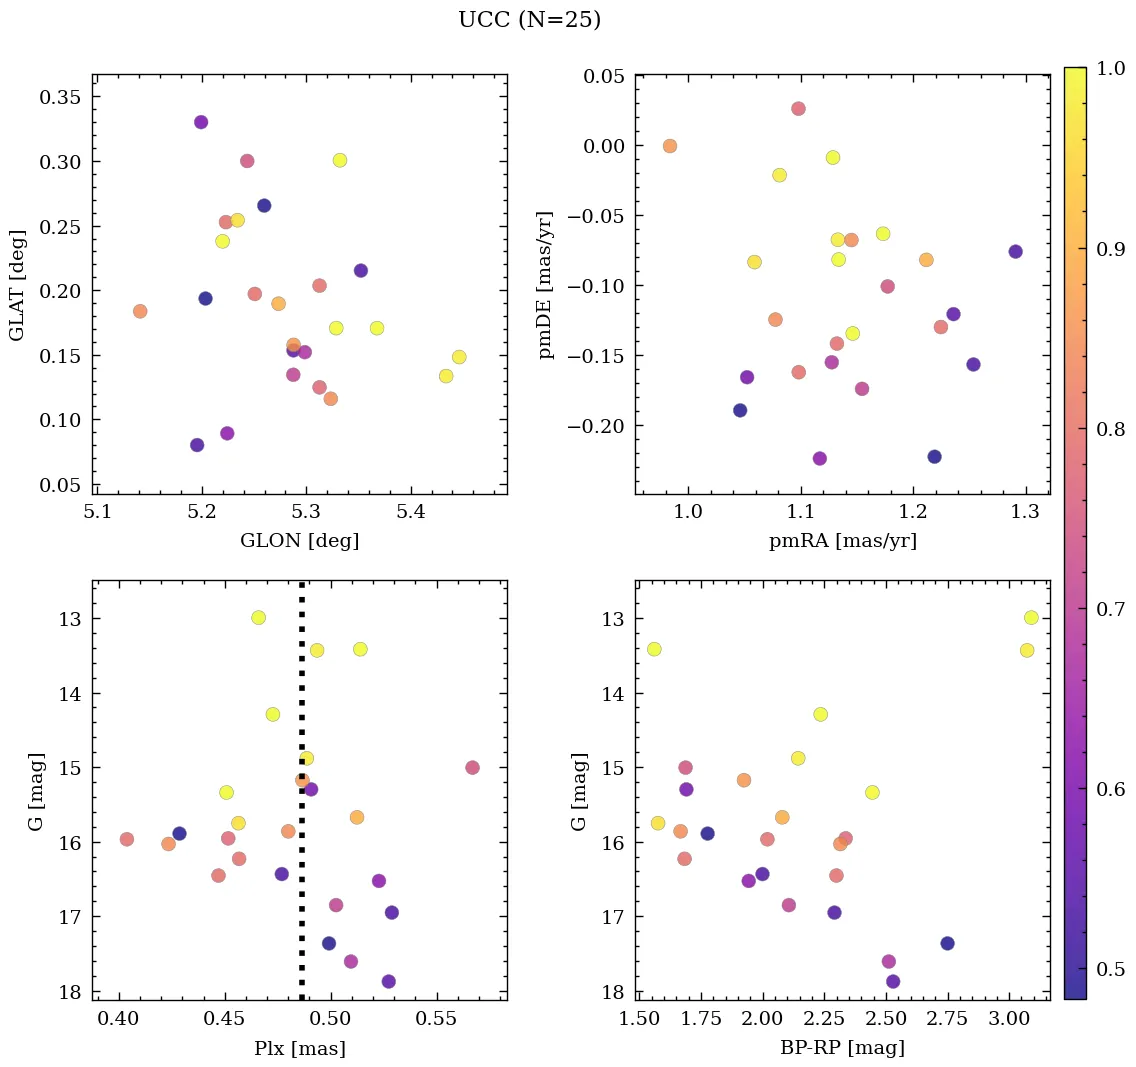 UCC (N=25)
0.35
0.30
0.25
0.20
0.15
0.10
0.05
GLAT [deg]
5.1 5.2 5.3 5.4
GLON [deg]
0.05
0.00
−0.05
−0.10
−0.15
−0.20
pmDE [mas/yr]
1.0 1.1 1.2 1.3
pmRA [mas/yr]
13
14
15
16
17
18
G [mag]
0.40 0.45 0.50 0.55
Plx [mas]
13
14
15
16
17
18
G [mag]
1.50 1.75 2.00 2.25 2.50 2.75 3.00
BP-RP [mag]
1.0
0.9
0.8
0.7
0.6
0.5